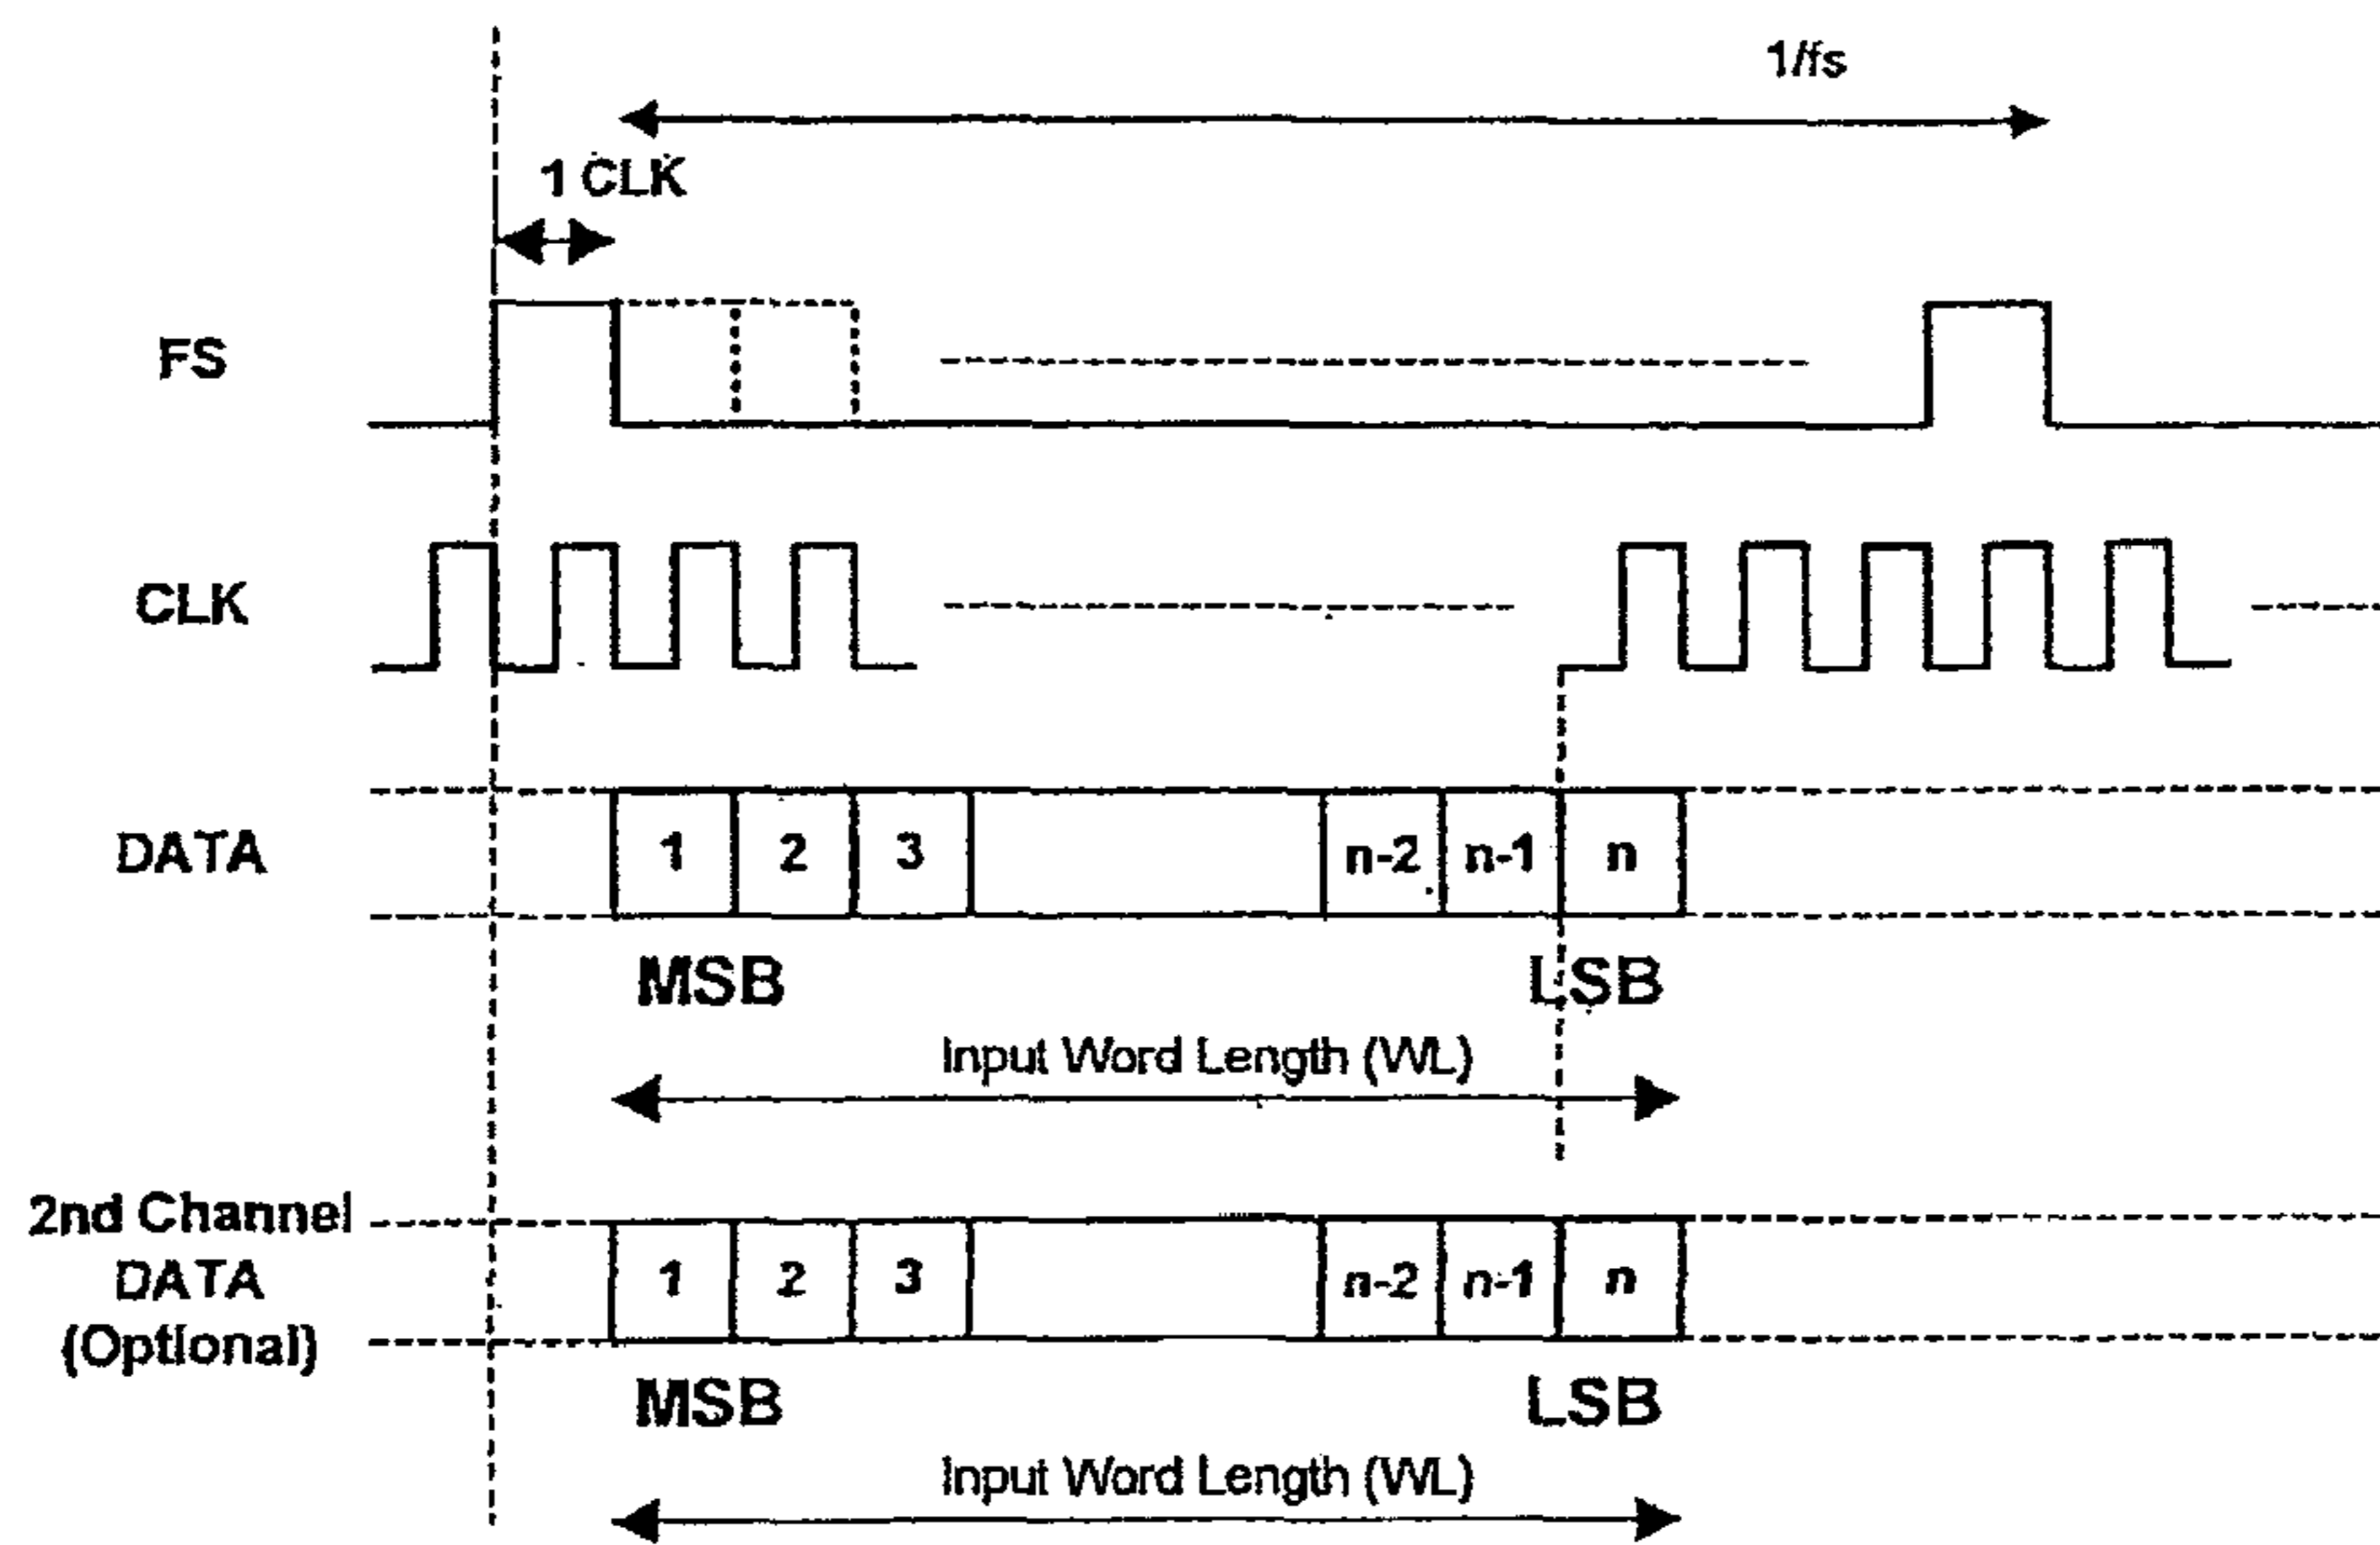 1/fs
1 CLK
FS
CLK
DATA
1 2 3 n-2 n-1 n
MSB LSB
Input Word Length (WL)
2nd Channel
DATA
(Optional)
1 2 3 n-2 n-1 n
MSB LSB
Input Word Length (WL)